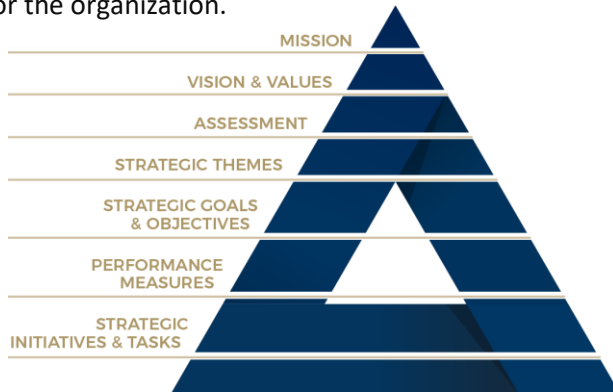 or the organization.
MISSION
VISION & VALUES
ASSESSMENT
STRATEGIC THEMES
STRATEGIC GOALS
& OBJECTIVES
PERFORMANCE
MEASURES
STRATEGIC
INITIATIVES & TASKS